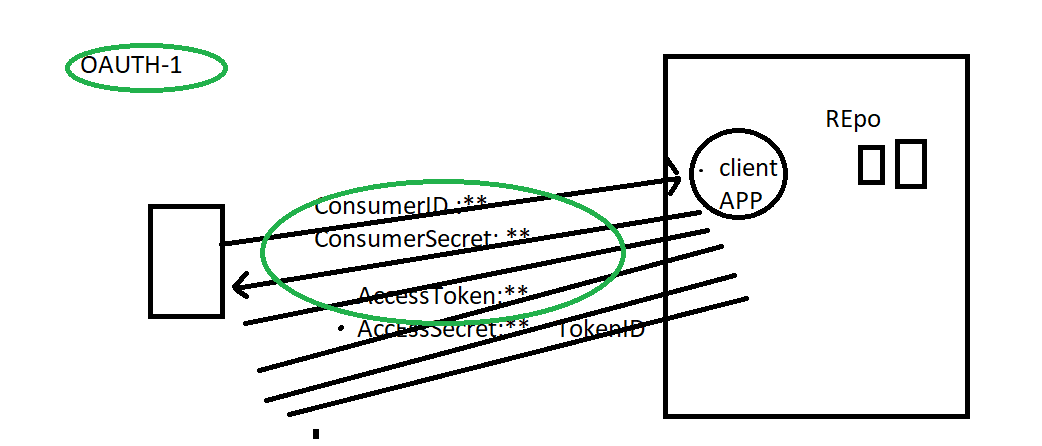 OAUTH-1
REpo
client
APP
ConsumerID :**
ConsumerSecret: **
AccessToken:**
AccEssSecret:** TokenID